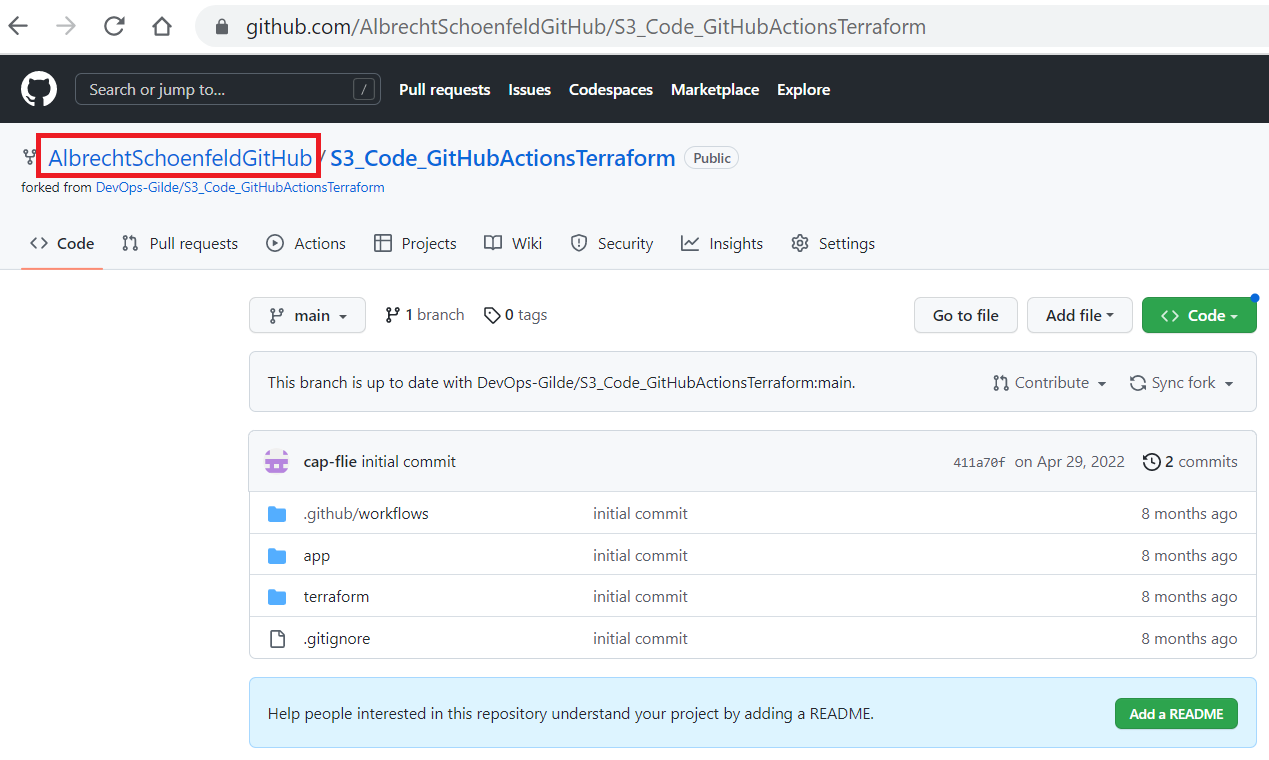 github.com/AlbrechtSchoenfeldGitHub/S3_Code_GitHubActionsTerraform
Search or jump to... / Pull requests Issues Codespaces Marketplace Explore
AlbrechtSchoenfeldGitHub / S3_Code_GitHubActionsTerraform Public
forked from DevOps-Gilde/S3_Code_GitHubActionsTerraform
Code Pull requests Actions Projects Wiki Security Insights Settings
main 1 branch 0 tags Go to file Add file Code
This branch is up to date with DevOps-Gilde/S3_Code_GitHubActionsTerraform:main. Contribute Sync fork
cap-flie initial commit 411a70f on Apr 29, 2022 2 commits
.github/workflows initial commit 8 months ago
app initial commit 8 months ago
terraform initial commit 8 months ago
.gitignore initial commit 8 months ago
Help people interested in this repository understand your project by adding a README. Add a README